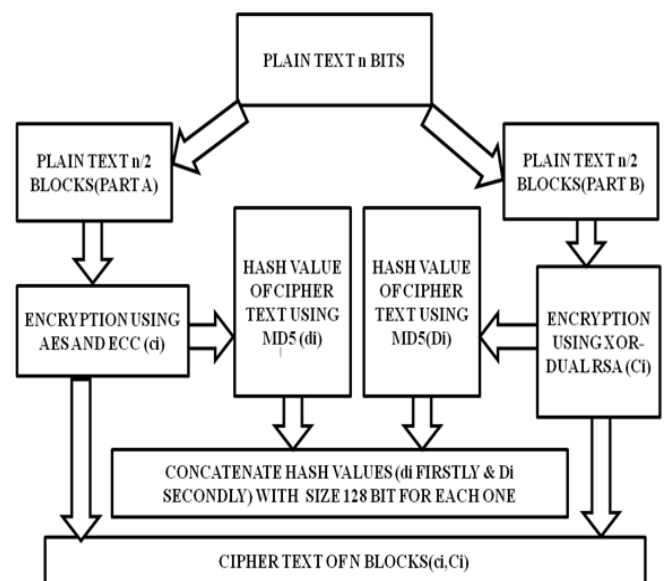 PLAIN TEXT n BITS
PLAIN TEXT n/2
BLOCKS(PART A)
PLAIN TEXT n/2
BLOCKS(PART B)
HASH VALUE
OF CIPHER
TEXT USING
MD5 (di)
HASH VALUE
OF CIPHER
TEXT USING
MD5(Di)
ENCRYPTION USING
AES AND ECC (ci)
ENCRYPTION
USING XOR-
DUAL RSA (Ci)
CONCATENATE HASH VALUES (di FIRSTLY & Di
SECONDLY) WITH SIZE 128 BIT FOR EACH ONE
CIPHER TEXT OF N BLOCKS(ci,Ci)